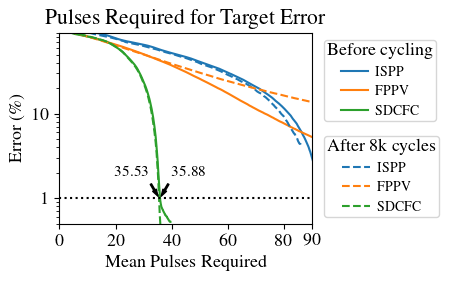 Pulses Required for Target Error
Error (%)
10
1
35.53
35.88
0
20
40
60
80
90
Mean Pulses Required
Before cycling
ISPP
FPPV
SDCFC
After 8k cycles
ISPP
FPPV
SDCFC